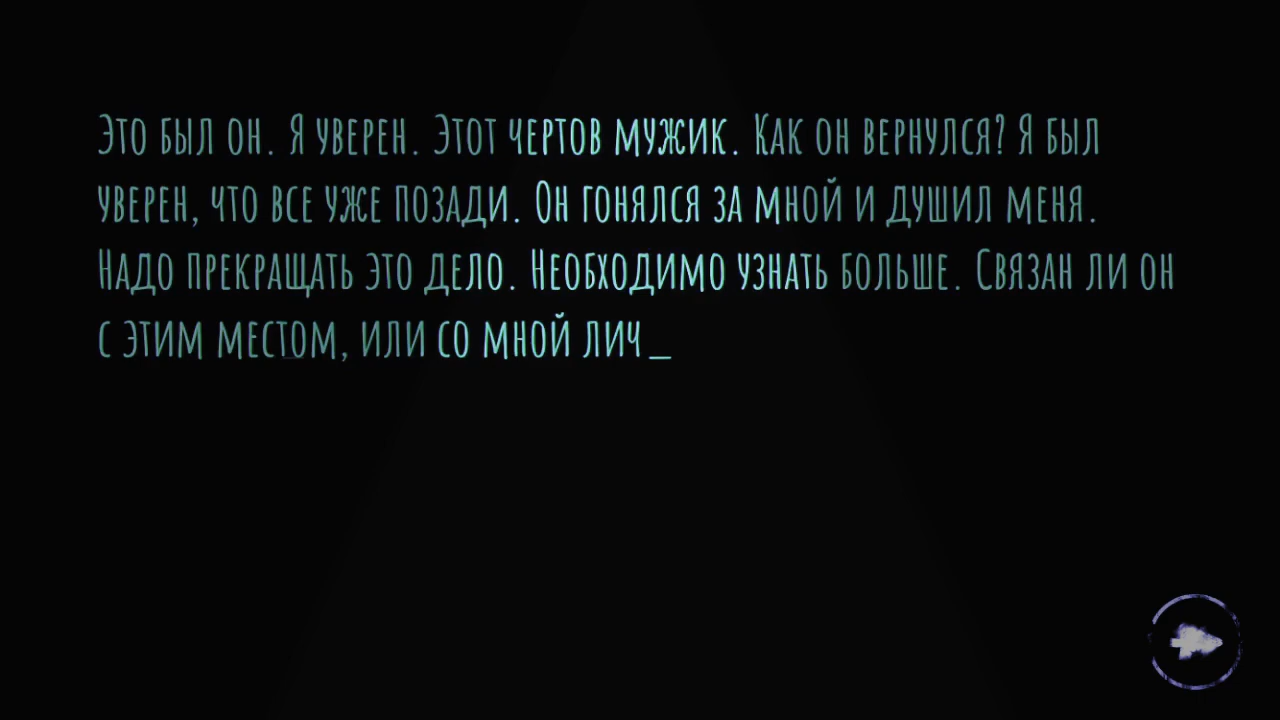 Это был он. Я уверен. Этот чертов мужик. Как он вернулся? Я был
уверен, что все уже позади. Он гонялся за мной и душил меня.
Надо прекращать это дело. Необходимо узнать больше. Связан ли он
с этим местом, или со мной лич_